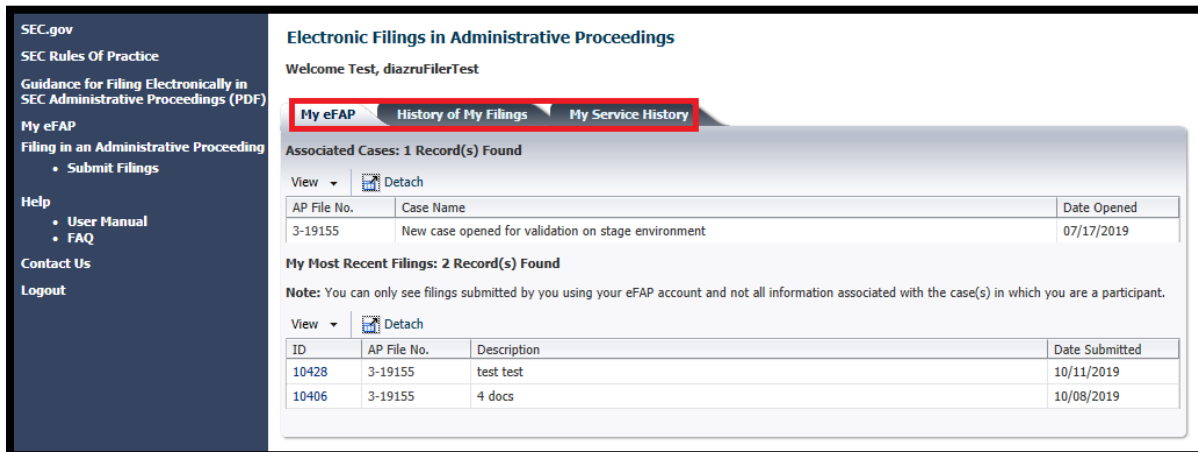 SEC.gov
SEC Rules Of Practice
Guidance for Filing Electronically in
SEC Administrative Proceedings (PDF)
My eFAP
Filing in an Administrative Proceeding
• Submit Filings
Help
• User Manual
• FAQ
Contact Us
Logout
Electronic Filings in Administrative Proceedings
Welcome Test, diazruFilerTest
My eFAP History of My Filings My Service History
Associated Cases: 1 Record(s) Found
View Detach
AP File No. Case Name Date Opened
3-19155 New case opened for validation on stage environment 07/17/2019
My Most Recent Filings: 2 Record(s) Found
Note: You can only see filings submitted by you using your eFAP account and not all information associated with the case(s) in which you are a participant.
View Detach
ID AP File No. Description Date Submitted
10428 3-19155 test test 10/11/2019
10406 3-19155 4 docs 10/08/2019